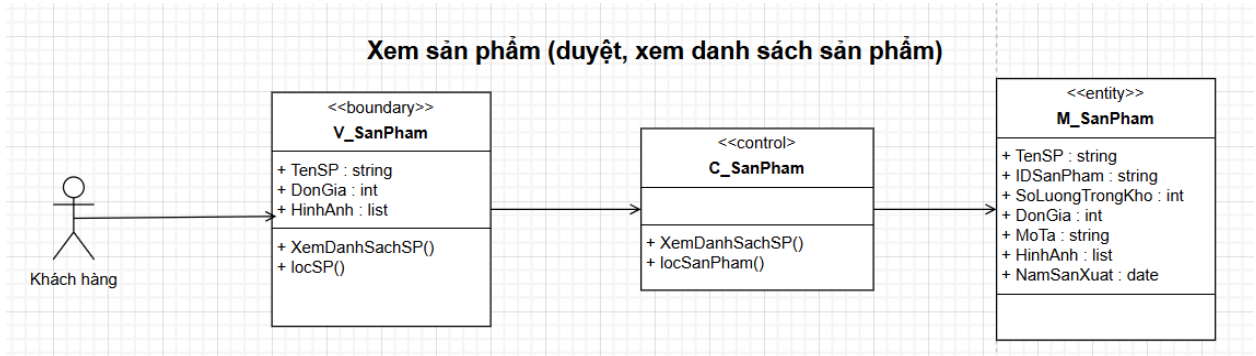 Xem sản phẩm (duyệt, xem danh sách sản phẩm)
Khách hàng
<<boundary>>
V_SanPham
+ TenSP : string
+ DonGia : int
+ HinhAnh : list
+ XemDanhSachSP()
+ locSP()
<<control>
C_SanPham
+ XemDanhSachSP()
+ locSanPham()
<<entity>>
M_SanPham
+ TenSP : string
+ IDSanPham : string
+ SoLuongTrongKho : int
+ DonGia : int
+ MoTa : string
+ HinhAnh : list
+ NamSanXuat : date